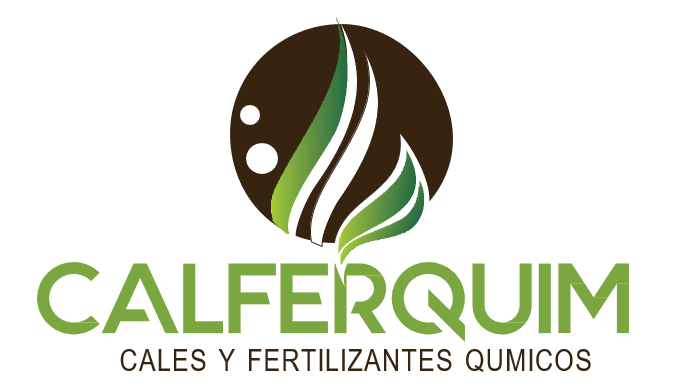 CALFERQUIM
CALES Y FERTILIZANTES QUMICOS